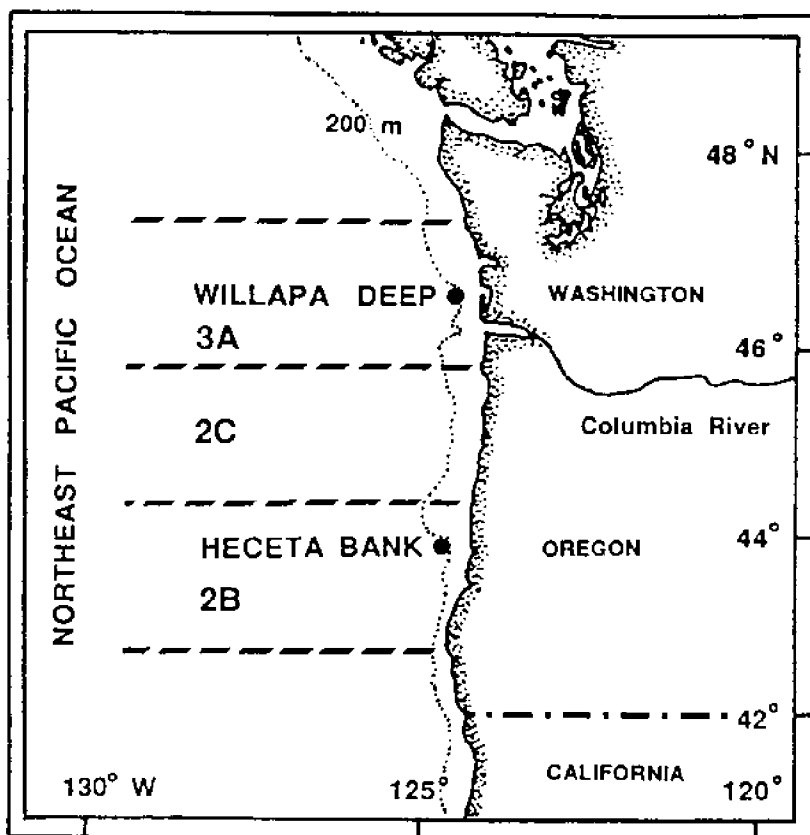 200 m
48° N
NORTHEAST PACIFIC OCEAN
WILLAPA DEEP
WASHINGTON
3A
46°
2C
Columbia River
HECETA BANK
OREGON
44°
2B
42°
130° W
125°
CALIFORNIA
120°